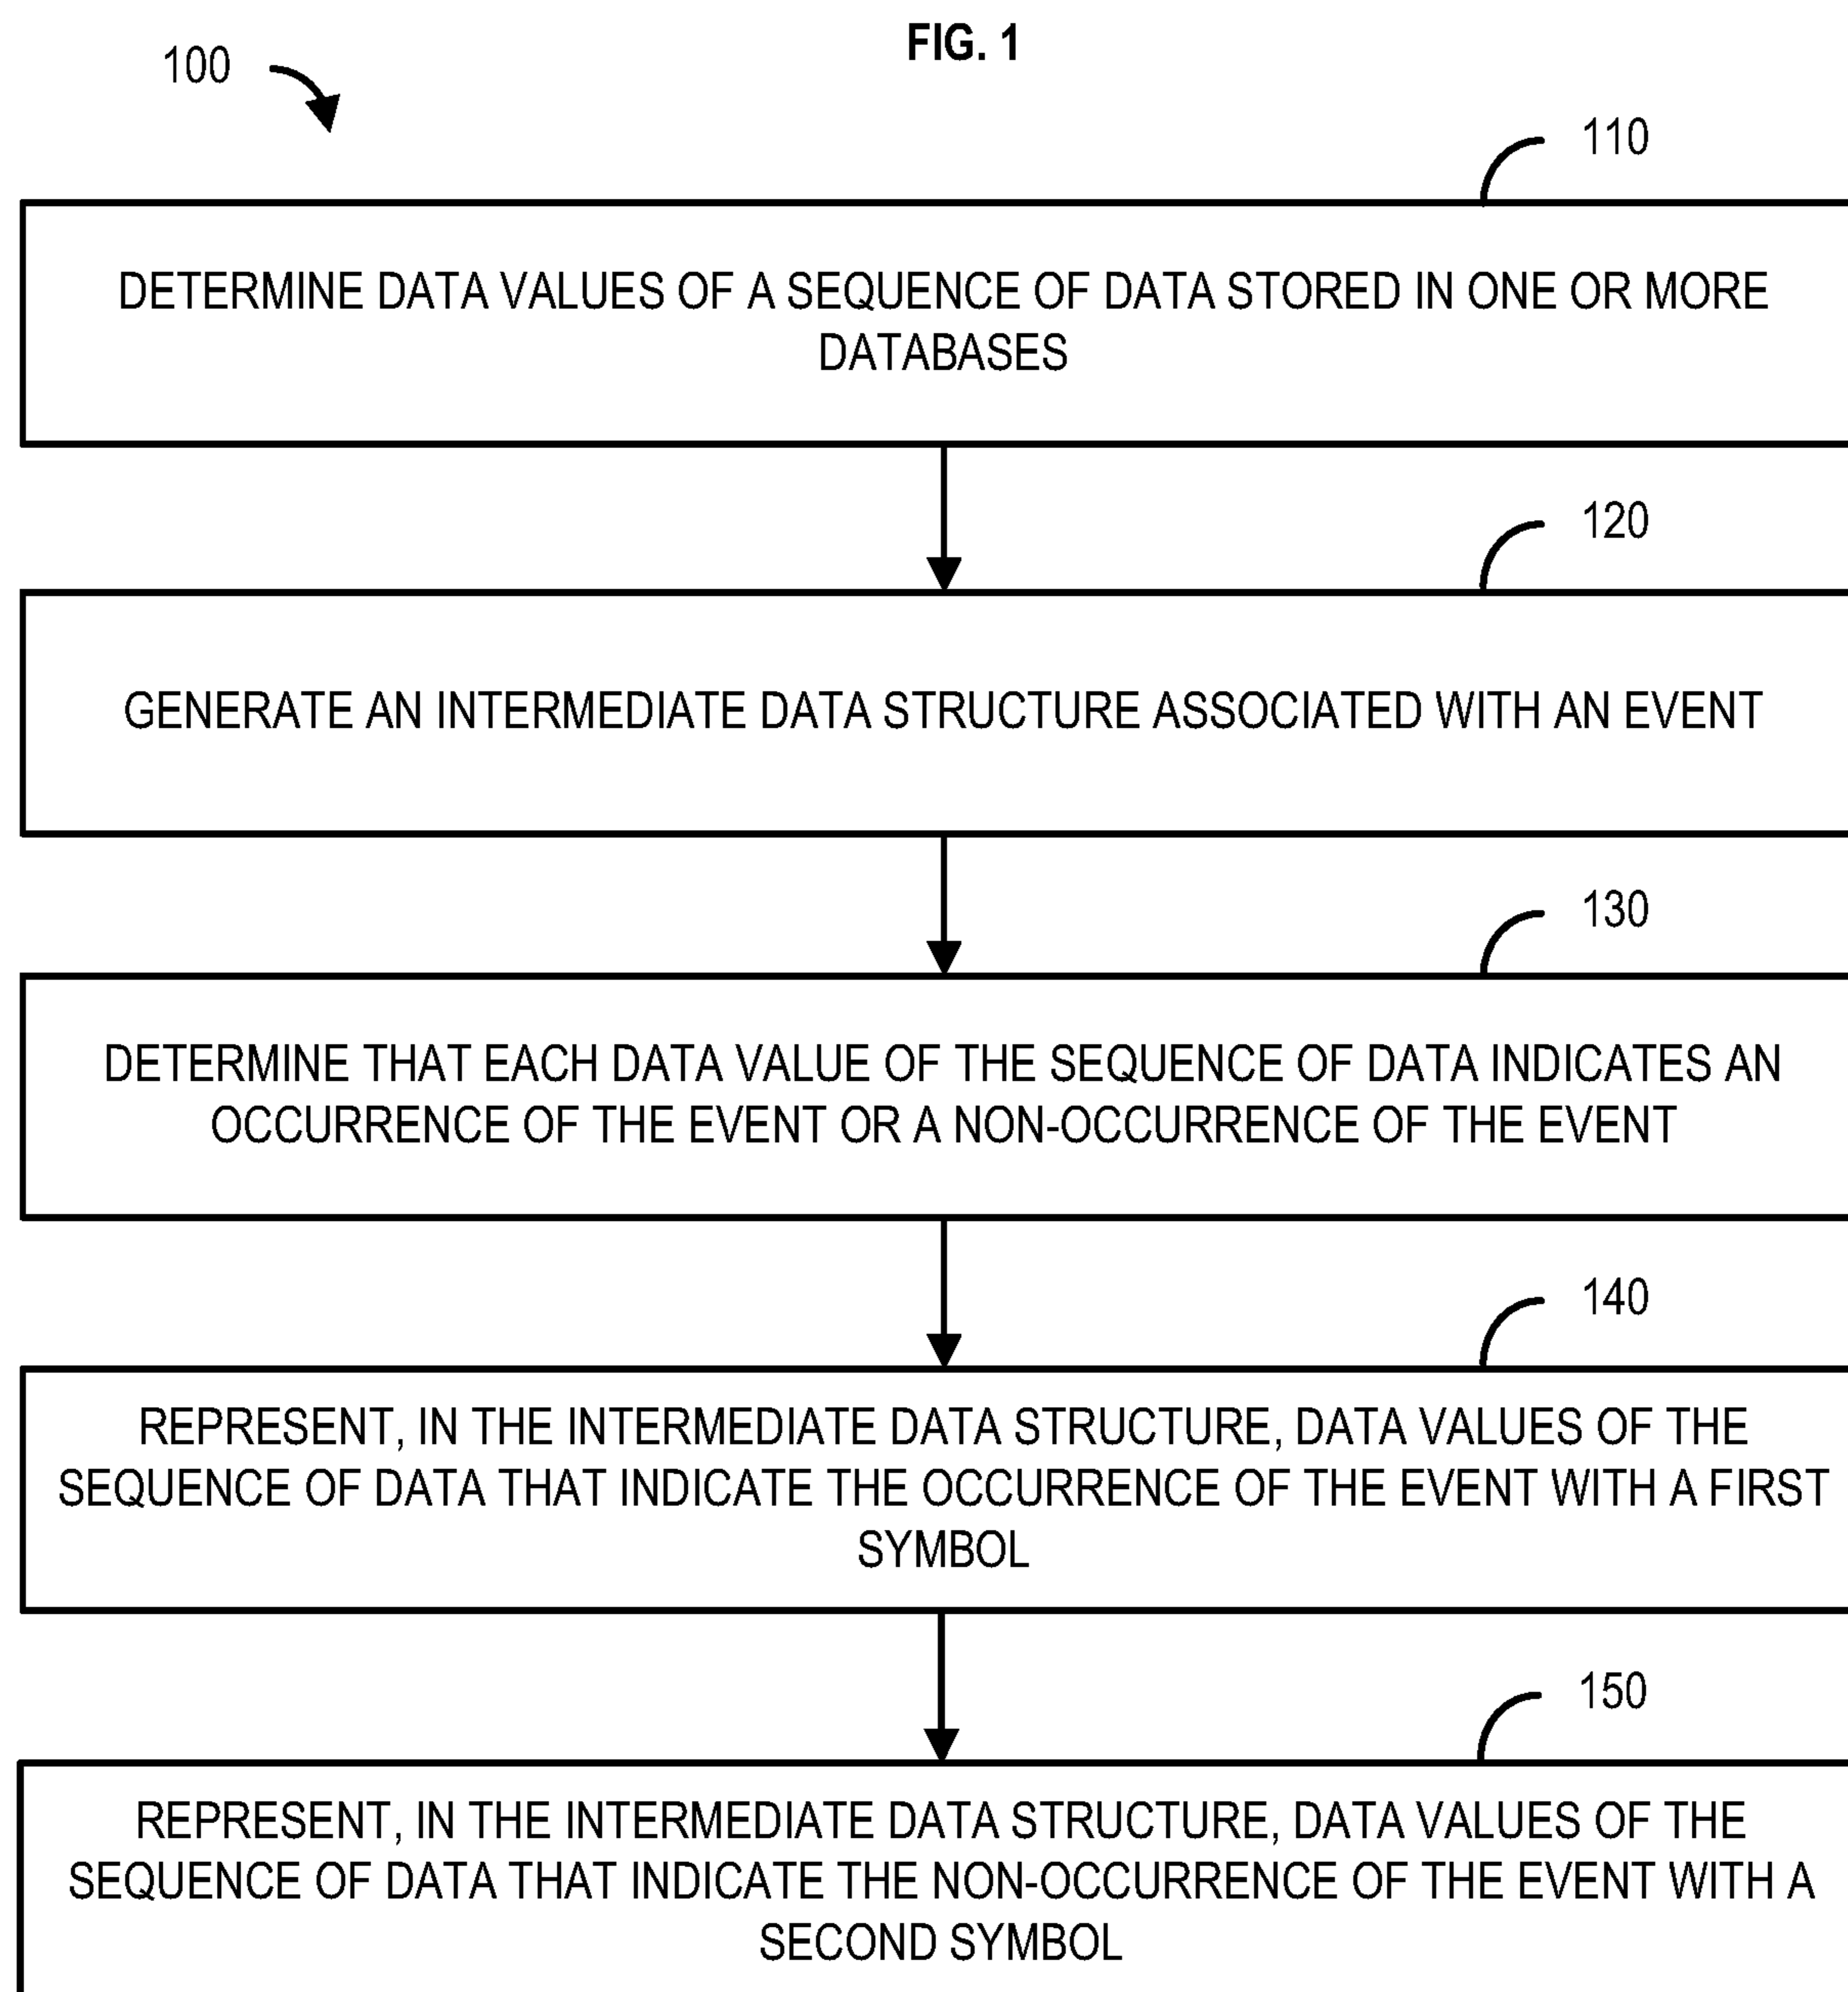 FIG. 1
100
110
DETERMINE DATA VALUES OF A SEQUENCE OF DATA STORED IN ONE OR MORE
DATABASES
120
GENERATE AN INTERMEDIATE DATA STRUCTURE ASSOCIATED WITH AN EVENT
130
DETERMINE THAT EACH DATA VALUE OF THE SEQUENCE OF DATA INDICATES AN
OCCURRENCE OF THE EVENT OR A NON-OCCURRENCE OF THE EVENT
140
REPRESENT, IN THE INTERMEDIATE DATA STRUCTURE, DATA VALUES OF THE
SEQUENCE OF DATA THAT INDICATE THE OCCURRENCE OF THE EVENT WITH A FIRST
SYMBOL
150
REPRESENT, IN THE INTERMEDIATE DATA STRUCTURE, DATA VALUES OF THE
SEQUENCE OF DATA THAT INDICATE THE NON-OCCURRENCE OF THE EVENT WITH A
SECOND SYMBOL